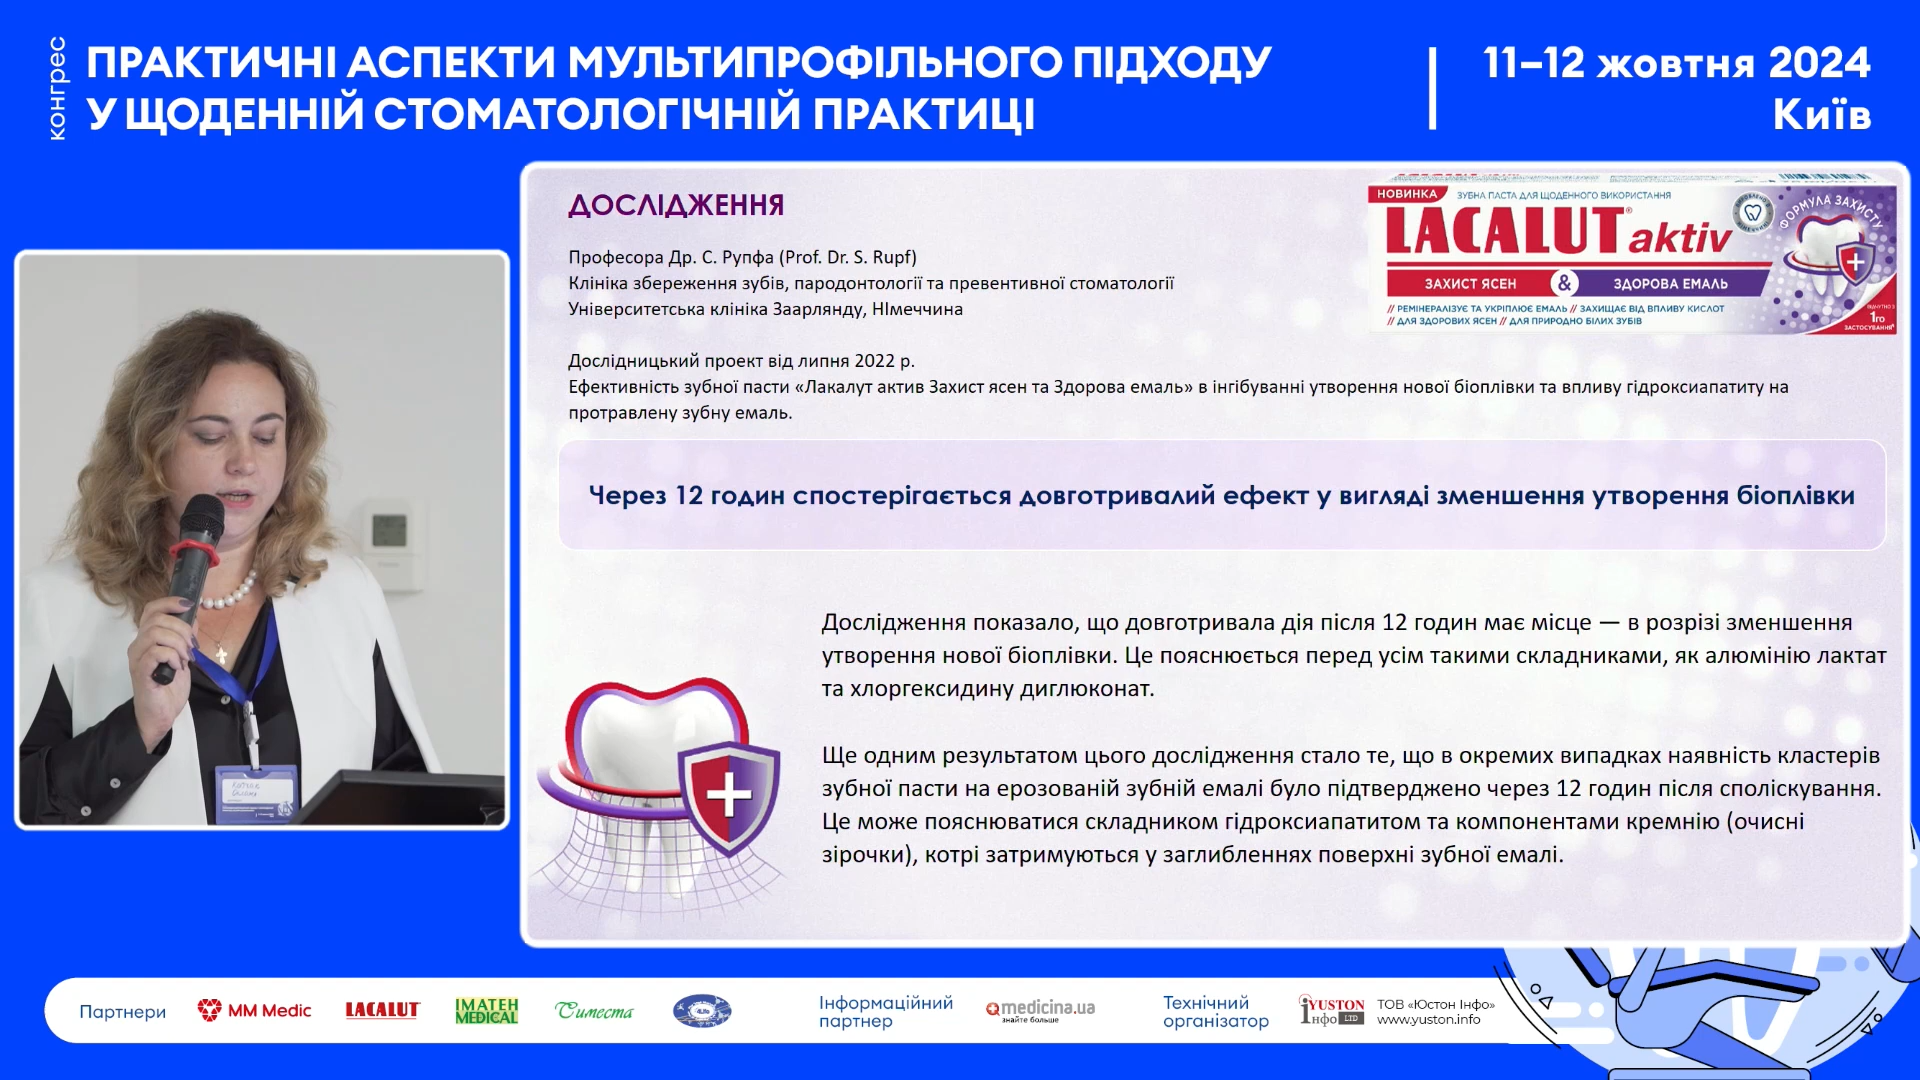 конгрес
ПРАКТИЧНІ АСПЕКТИ МУЛЬТИПРОФІЛЬНОГО ПІДХОДУ
У ЩОДЕННІЙ СТОМАТОЛОГІЧНІЙ ПРАКТИЦІ
11–12 жовтня 2024
Київ
ДОСЛІДЖЕННЯ
Професора Др. С. Рупфа (Prof. Dr. S. Rupf)
Клініка збереження зубів, пародонтології та превентивної стоматології
Університетська клініка Заарлянду, НІмеччина
Дослідницький проект від липня 2022 р.
Ефективність зубної пасти «Лакалут актив Захист ясен та Здорова емаль» в інгібуванні утворення нової біоплівки та впливу гідроксиапатиту на
протравлену зубну емаль.
НОВИНКА
ЗУБНА ПАСТА ДЛЯ ЩОДЕННОГО ВИКОРИСТАННЯ
LACALUT® aktiv
ФОРМУЛА ЗАХИСТУ
ЗАХИСТ ЯСЕН & ЗДОРОВА ЕМАЛЬ
// РЕМІНЕРАЛІЗУЄ ТА УКРІПЛЮЄ ЕМАЛЬ // ЗАХИЩАЄ ВІД ВПЛИВУ КИСЛОТ
// ДЛЯ ЗДОРОВИХ ЯСЕН // ДЛЯ ПРИРОДНО БІЛИХ ЗУБІВ
1го
ЗАСТОСУВАННЯ
Через 12 годин спостерігається довготривалий ефект у вигляді зменшення утворення біоплівки
Дослідження показало, що довготривала дія після 12 годин має місце — в розрізі зменшення
утворення нової біоплівки. Це пояснюється перед усім такими складниками, як алюмінію лактат
та хлоргексидину диглюконат.
Ще одним результатом цього дослідження стало те, що в окремих випадках наявність кластерів
зубної пасти на ерозованій зубній емалі було підтверджено через 12 годин після споліскування.
Це може пояснюватися складником гідроксиапатитом та компонентами кремнію (очисні
зірочки), котрі затримуються у заглибленнях поверхні зубної емалі.
Партнери
MM Medic
LACALUT
IMATEH
MEDICAL
Симеста
Інформаційний
партнер
medicina.ua
знайте больше
Технічний
організатор
YUSTON
Інфо LTD
ТОВ «Юстон Інфо»
www.yuston.info